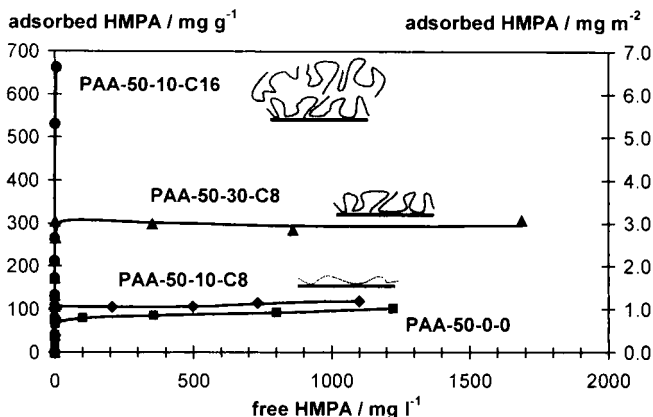 adsorbed HMPA / mg g⁻¹ adsorbed HMPA / mg m⁻²
700 7.0
PAA-50-10-C16
600 6.0
500 5.0
400 4.0
PAA-50-30-C8
300 3.0
200 2.0
PAA-50-10-C8
100 1.0
PAA-50-0-0
0 0.0
0 500 1000 1500 2000
free HMPA / mg l⁻¹